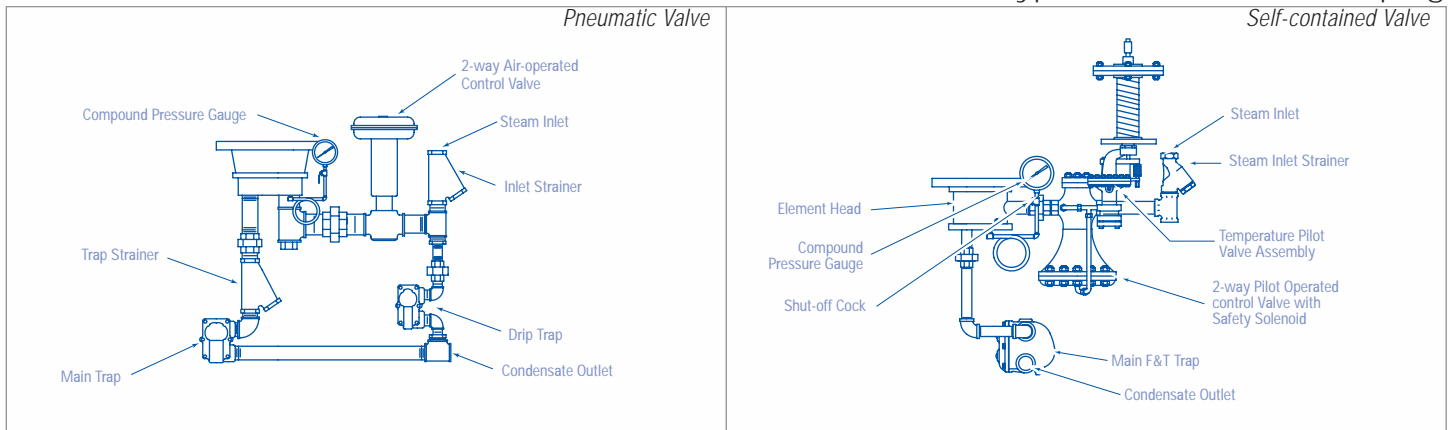 Pneumatic Valve
2-way Air-operated
Control Valve
Compound Pressure Gauge
Steam Inlet
Inlet Strainer
Trap Strainer
Drip Trap
Main Trap
Condensate Outlet
Self-contained Valve
Steam Inlet
Steam Inlet Strainer
Element Head
Compound
Pressure Gauge
Temperature Pilot
Valve Assembly
Shut-off Cock
2-way Pilot Operated
control Valve with
Safety Solenoid
Main F&T Trap
Condensate Outlet